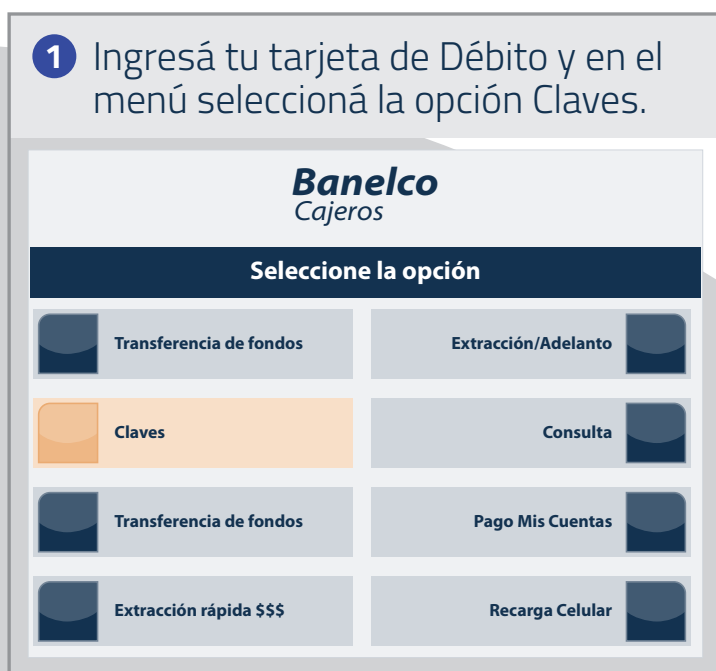 1 Ingresá tu tarjeta de Débito y en el
menú seleccioná la opción Claves.
Banelco
Cajeros
Seleccione la opción
Transferencia de fondos
Extracción/Adelanto
Claves
Consulta
Transferencia de fondos
Pago Mis Cuentas
Extracción rápida $$$
Recarga Celular